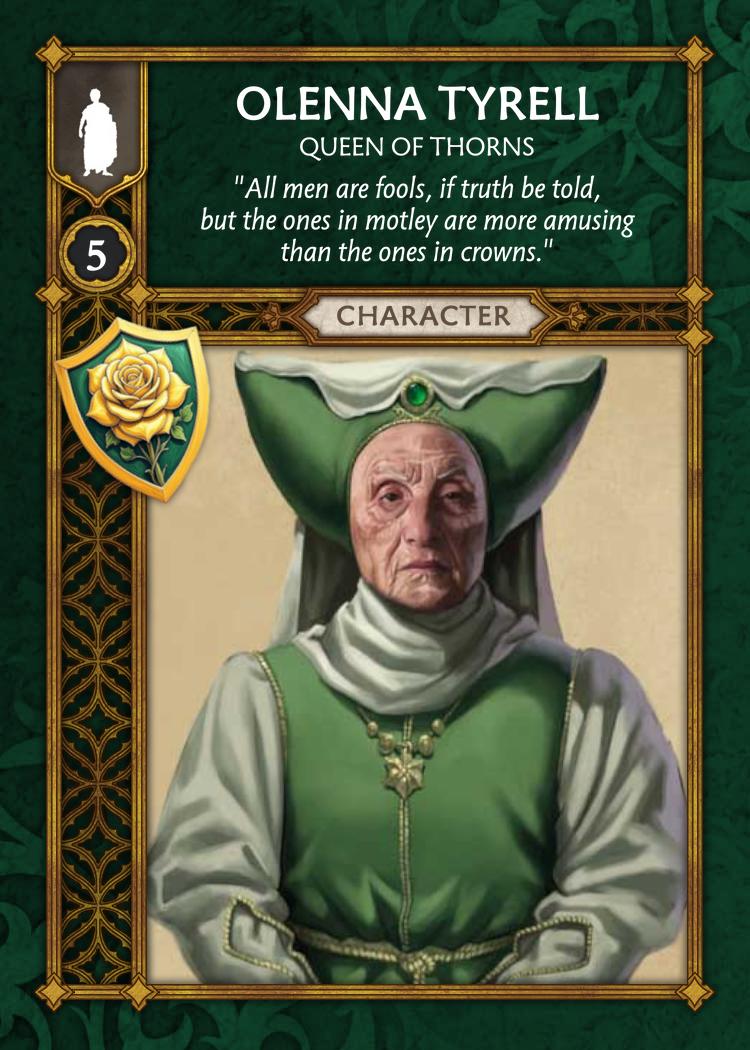 OLENNA TYRELL
QUEEN OF THORNS
"All men are fools, if truth be told,
but the ones in motley are more amusing
than the ones in crowns."
5
CHARACTER